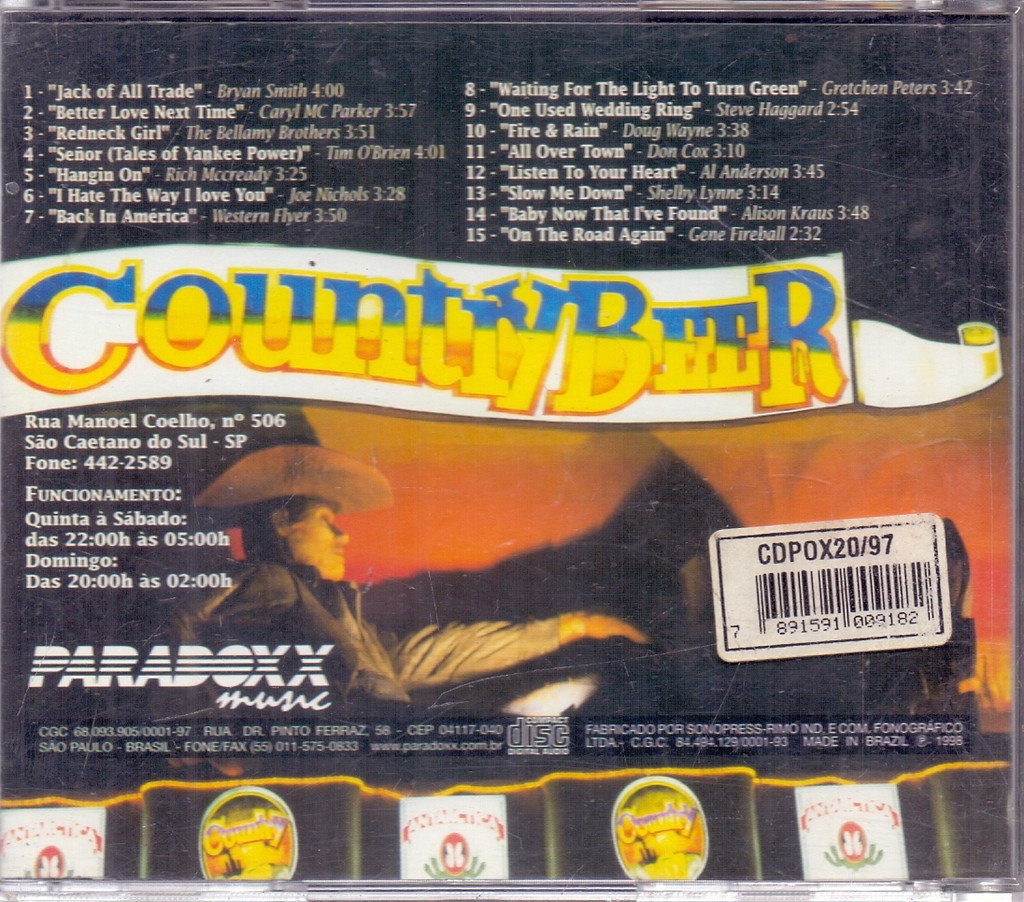 1 - "Jack of All Trade" - Bryan Smith 4:00
2 - "Better Love Next Time" - Caryl MC Parker 3:57
3 - "Redneck Girl" - The Bellamy Brothers 3:51
4 - "Señor (Tales of Yankee Power)" - Tim O'Brien 4:01
5 - "Hangin On" - Rich Mccready 3:25
6 - "I Hate The Way I love You" - Joe Nichols 3:28
7 - "Back In América" - Western Flyer 3:50
8 - "Waiting For The Light To Turn Green" - Gretchen Peters 3:42
9 - "One Used Wedding Ring" - Steve Haggard 2:54
10 - "Fire & Rain" - Doug Wayne 3:38
11 - "All Over Town" - Don Cox 3:10
12 - "Listen To Your Heart" - Al Anderson 3:45
13 - "Slow Me Down" - Shelby Lynne 3:14
14 - "Baby Now That I've Found" - Alison Kraus 3:48
15 - "On The Road Again" - Gene Fireball 2:32
Country Beer
Rua Manoel Coelho, nº 506
São Caetano do Sul - SP
Fone: 442-2589
Funcionamento:
Quinta à Sábado:
das 22:00h às 05:00h
Domingo:
Das 20:00h às 02:00h
CDPOX20/97
7 891591 009182
PARADOXX
music
CGC 68.093.905/0001-97 RUA DR. PINTO FERRAZ, 58 - CEP 04117-040
SÃO PAULO - BRASIL - FONE/FAX (55) 011-575-0833 www.paradoxx.com.br
COMPACT
disc
DIGITAL AUDIO
FABRICADO POR SONOPRESS-RIMO IND. E COM. FONOGRÁFICO
LTDA. C.G.C. 84.494.129/0001-93 MADE IN BRAZIL ℗ 1998
ANTARCTICA
Country
ANTARCTICA
Country
ANTARCTICA